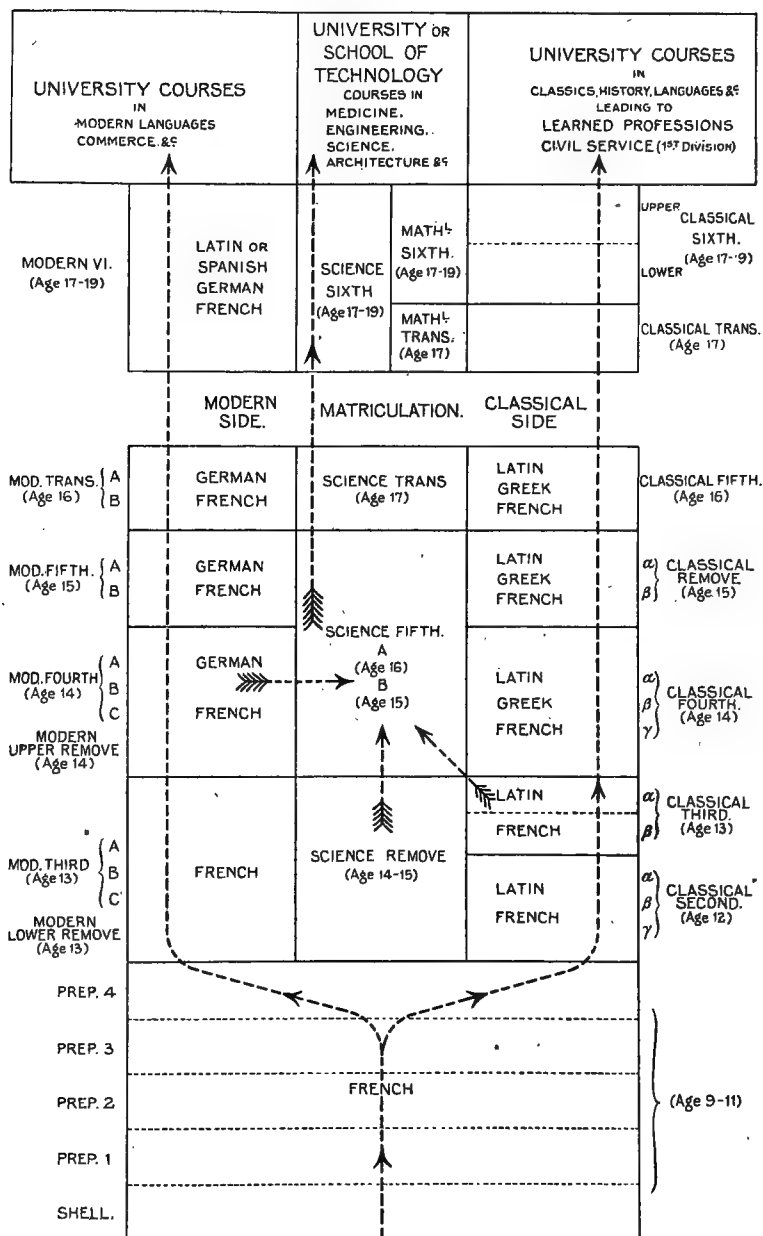 UNIVERSITY COURSES
IN
MODERN LANGUAGES
COMMERCE. &c
UNIVERSITY OR
SCHOOL OF
TECHNOLOGY
COURSES IN
MEDICINE,
ENGINEERING,
SCIENCE,
ARCHITECTURE &c
UNIVERSITY COURSES
IN
CLASSICS, HISTORY, LANGUAGES &c
LEADING TO
LEARNED PROFESSIONS
CIVIL SERVICE (1ST DIVISION)
MODERN VI.
(Age 17-19)
LATIN OR
SPANISH
GERMAN
FRENCH
SCIENCE
SIXTH
(Age 17-19)
MATHL
SIXTH.
(Age 17-19)
MATHL
TRANS.
(Age 17)
UPPER
CLASSICAL
SIXTH.
(Age 17-'9)
LOWER
CLASSICAL TRANS.
(Age 17)
MODERN
SIDE.
MATRICULATION.
CLASSICAL
SIDE
MOD. TRANS.
(Age 16)
A
B
GERMAN
FRENCH
SCIENCE TRANS
(Age 17)
LATIN
GREEK
FRENCH
CLASSICAL FIFTH.
(Age 16)
MOD. FIFTH.
(Age 15)
A
B
GERMAN
FRENCH
LATIN
GREEK
FRENCH
α
β
CLASSICAL
REMOVE
(Age 15)
SCIENCE FIFTH.
A
(Age 16)
B
(Age 15)
MOD. FOURTH
(Age 14)
A
B
C
MODERN
UPPER REMOVE
(Age 14)
GERMAN
FRENCH
LATIN
GREEK
FRENCH
α
β
γ
CLASSICAL
FOURTH.
(Age 14)
LATIN
FRENCH
α
β
CLASSICAL
THIRD.
(Age 13)
MOD. THIRD
(Age 13)
A
B
C
MODERN
LOWER REMOVE
(Age 13)
FRENCH
SCIENCE REMOVE
(Age 14-15)
LATIN
FRENCH
α
β
γ
CLASSICAL
SECOND.
(Age 12)
PREP. 4
PREP. 3
FRENCH
PREP. 2
(Age 9-11)
PREP. 1
SHELL.